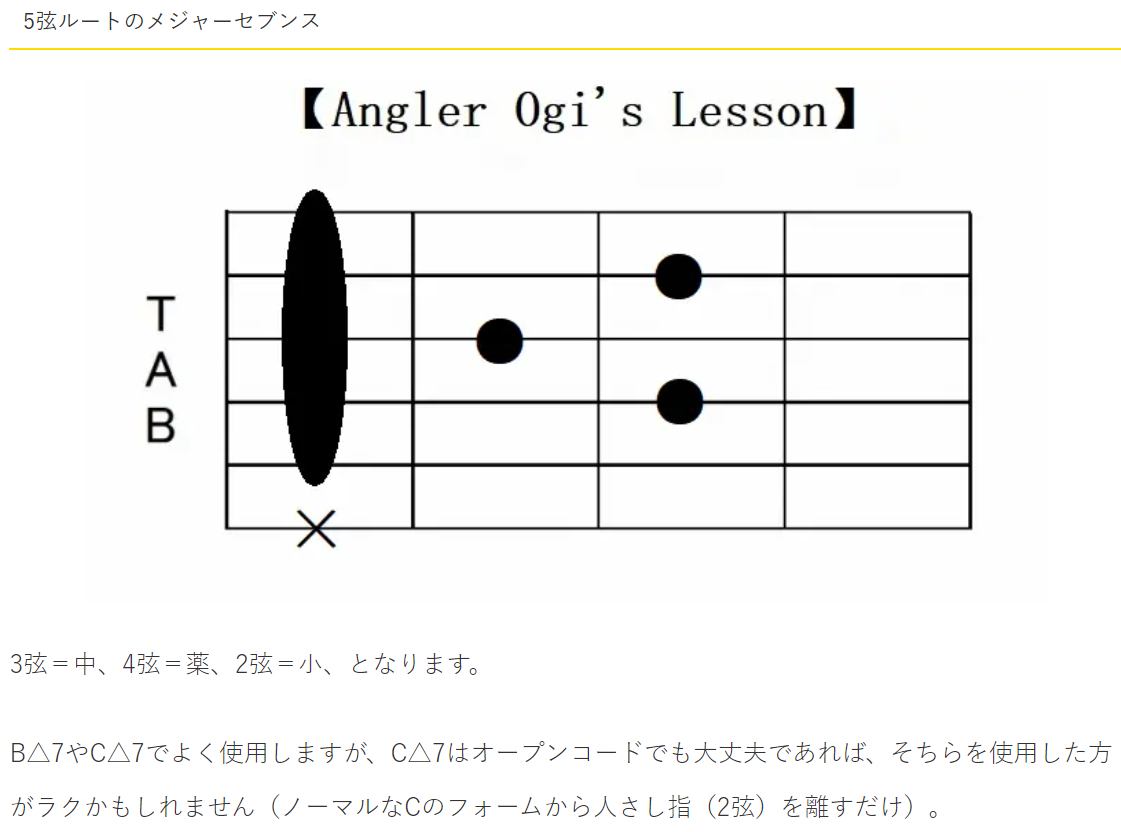 5弦ルートのメジャーセブンス
【Angler Ogi's Lesson】
T
A
B
×
3弦＝中、4弦＝薬、2弦＝小、となります。
B△7やC△7でよく使用しますが、C△7はオープンコードでも大丈夫であれば、そちらを使用した方
がラクかもしれません（ノーマルなCのフォームから人さし指（2弦）を離すだけ）。